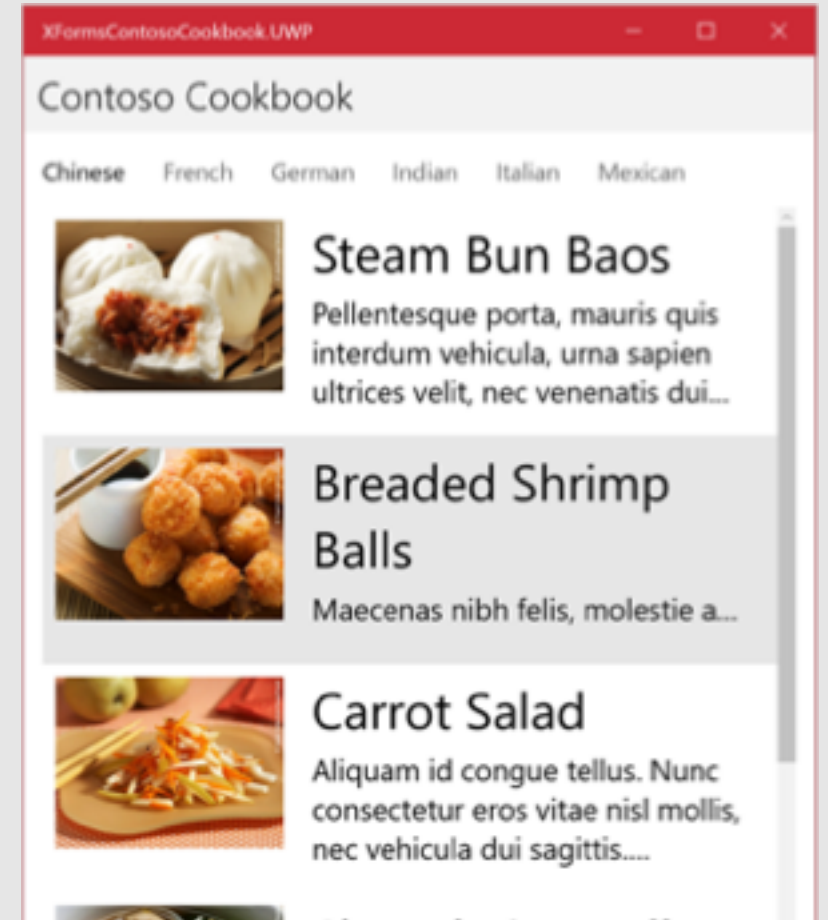 XFormsContosoCookbook.UWP
Contoso Cookbook
Chinese French German Indian Italian Mexican
Steam Bun Baos
Pellentesque porta, mauris quis
interdum vehicula, urna sapien
ultrices velit, nec venenatis dui...
Breaded Shrimp
Balls
Maecenas nibh felis, molestie a...
Carrot Salad
Aliquam id congue tellus. Nunc
consectetur eros vitae nisl mollis,
nec vehicula dui sagittis....